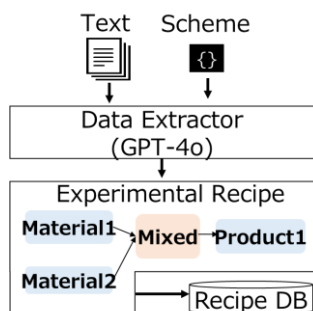 Text Scheme
{}
Data Extractor
(GPT-4o)
Experimental Recipe
Material1 Mixed Product1
Material2
Recipe DB